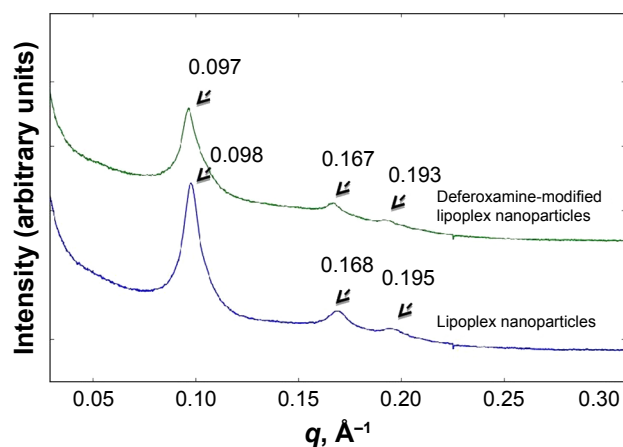 Intensity (arbitrary units)
0.097
0.098
0.167
0.193
Deferoxamine-modified
lipoplex nanoparticles
0.168
0.195
Lipoplex nanoparticles
0.05
0.10
0.15
0.20
0.25
0.30
q, Å⁻¹